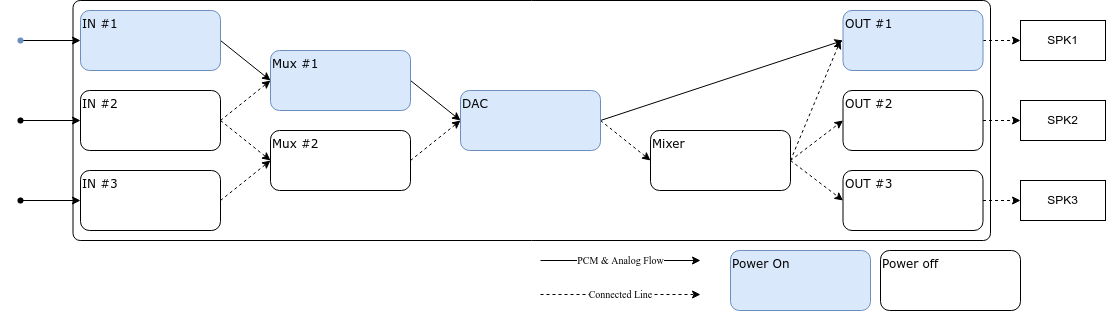 IN #1
OUT #1
SPK1
Mux #1
IN #2
DAC
OUT #2
SPK2
Mux #2
Mixer
IN #3
OUT #3
SPK3
PCM & Analog Flow
Power On
Power off
Connected Line